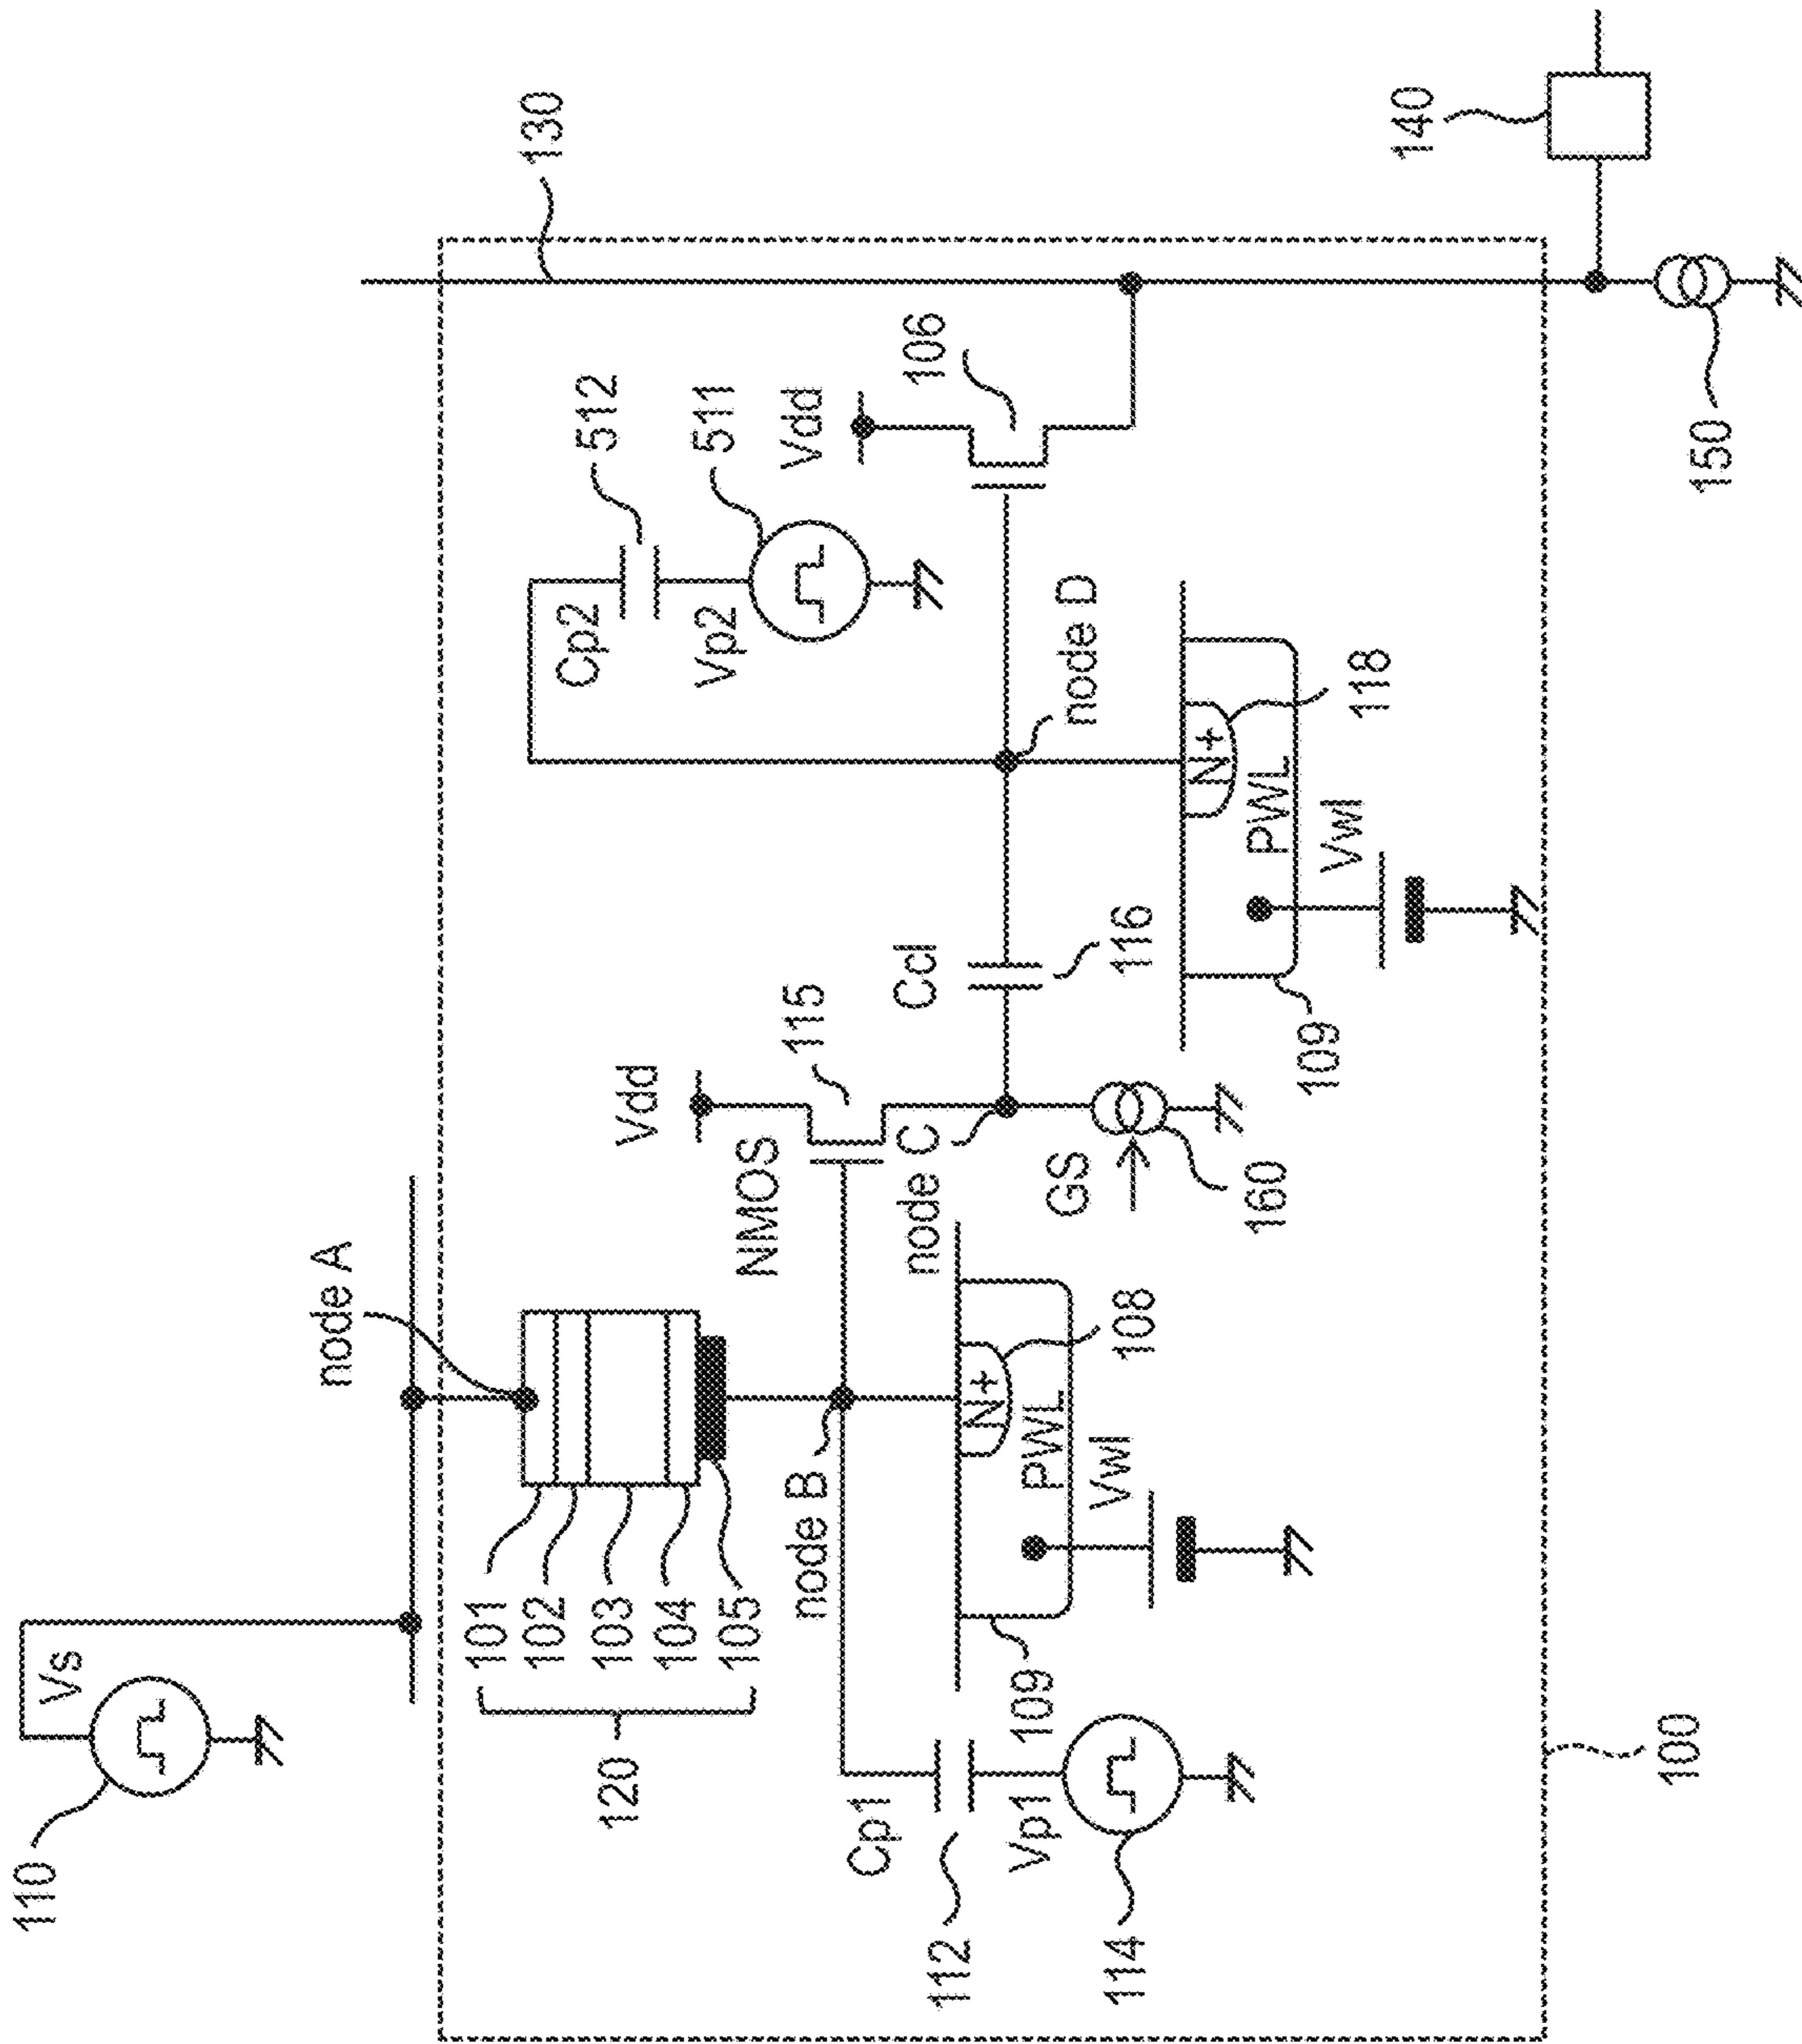 110
Vs
node A
130
101
102
103
104
105
120
Vdd
NMOS
115
Cp2
512
Vp2
511
Vdd
106
node B
Cp1
112
Vp1
114
N+
PWL
108
109
Vwl
node C
GS
160
Ccl
116
node D
N+
PWL
118
109
Vwl
140
150
100